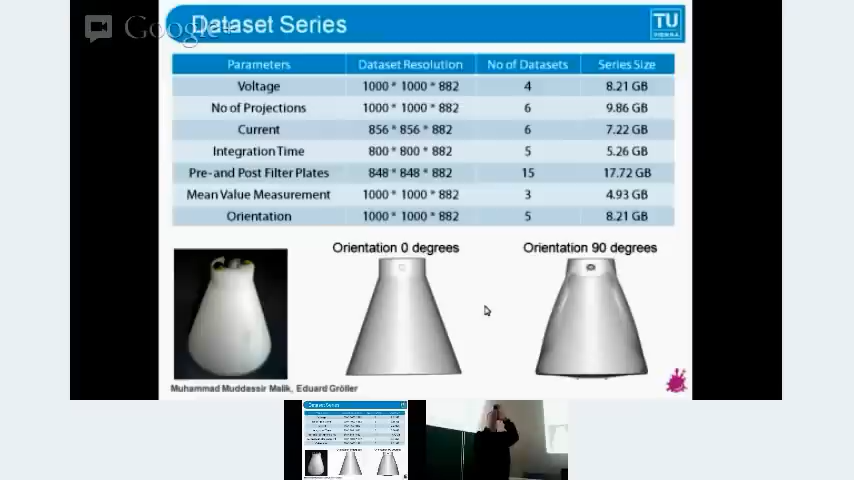 Google+
Dataset Series
TU
WIEN
Parameters Dataset Resolution No of Datasets Series Size
Voltage 1000 * 1000 * 882 4 8.21 GB
No of Projections 1000 * 1000 * 882 6 9.86 GB
Current 856 * 856 * 882 6 7.22 GB
Integration Time 800 * 800 * 882 5 5.26 GB
Pre-and Post Filter Plates 848 * 848 * 882 15 17.72 GB
Mean Value Measurement 1000 * 1000 * 882 3 4.93 GB
Orientation 1000 * 1000 * 882 5 8.21 GB
Orientation 0 degrees Orientation 90 degrees
Muhammad Muddassir Malik, Eduard Gröller
Dataset Series